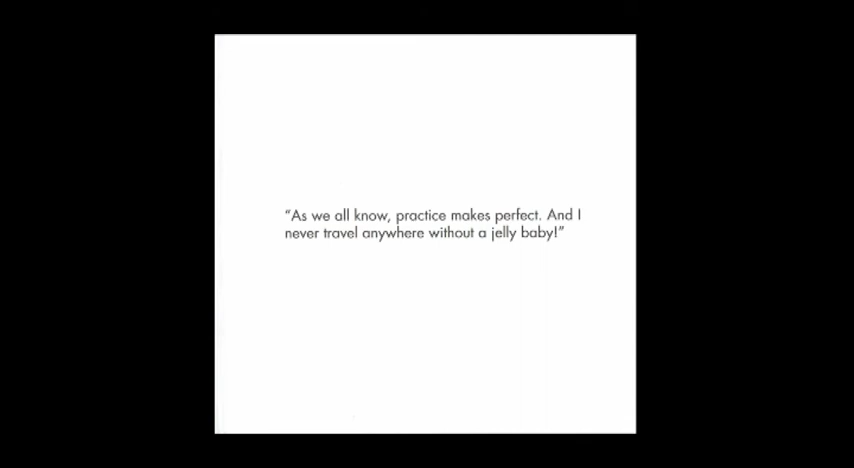 “As we all know, practice makes perfect. And I
never travel anywhere without a jelly baby!”